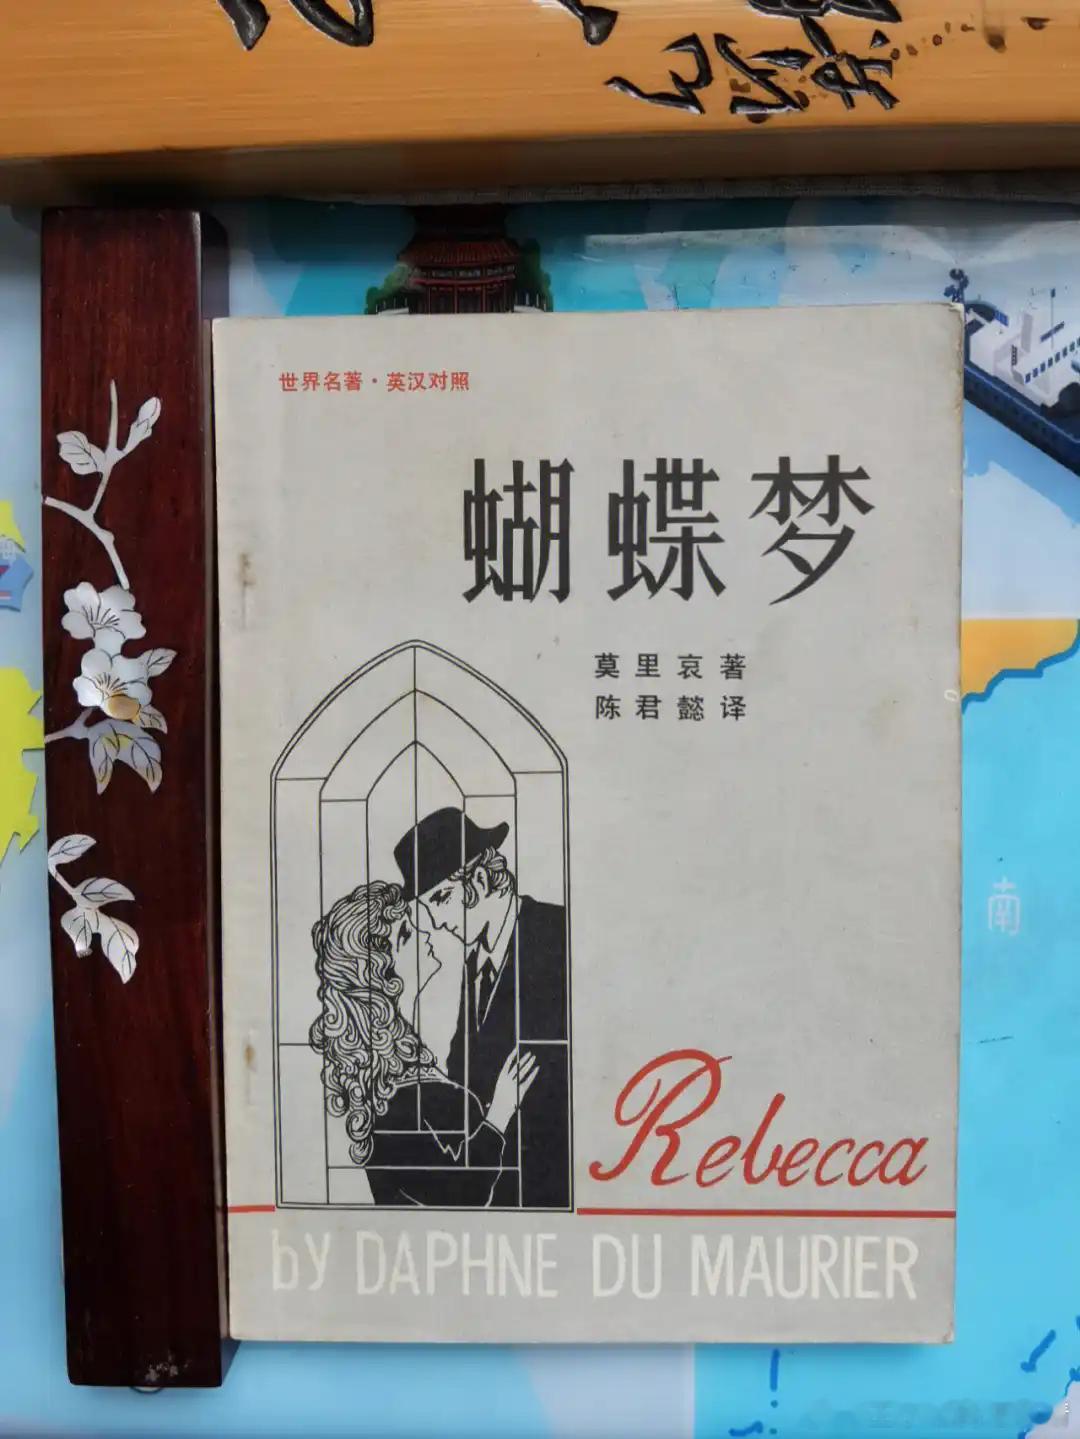 世界名著·英汉对照
蝴蝶梦
莫里哀著
陈君懿译
Rebecca
by DAPHNE DU MAURIER
南